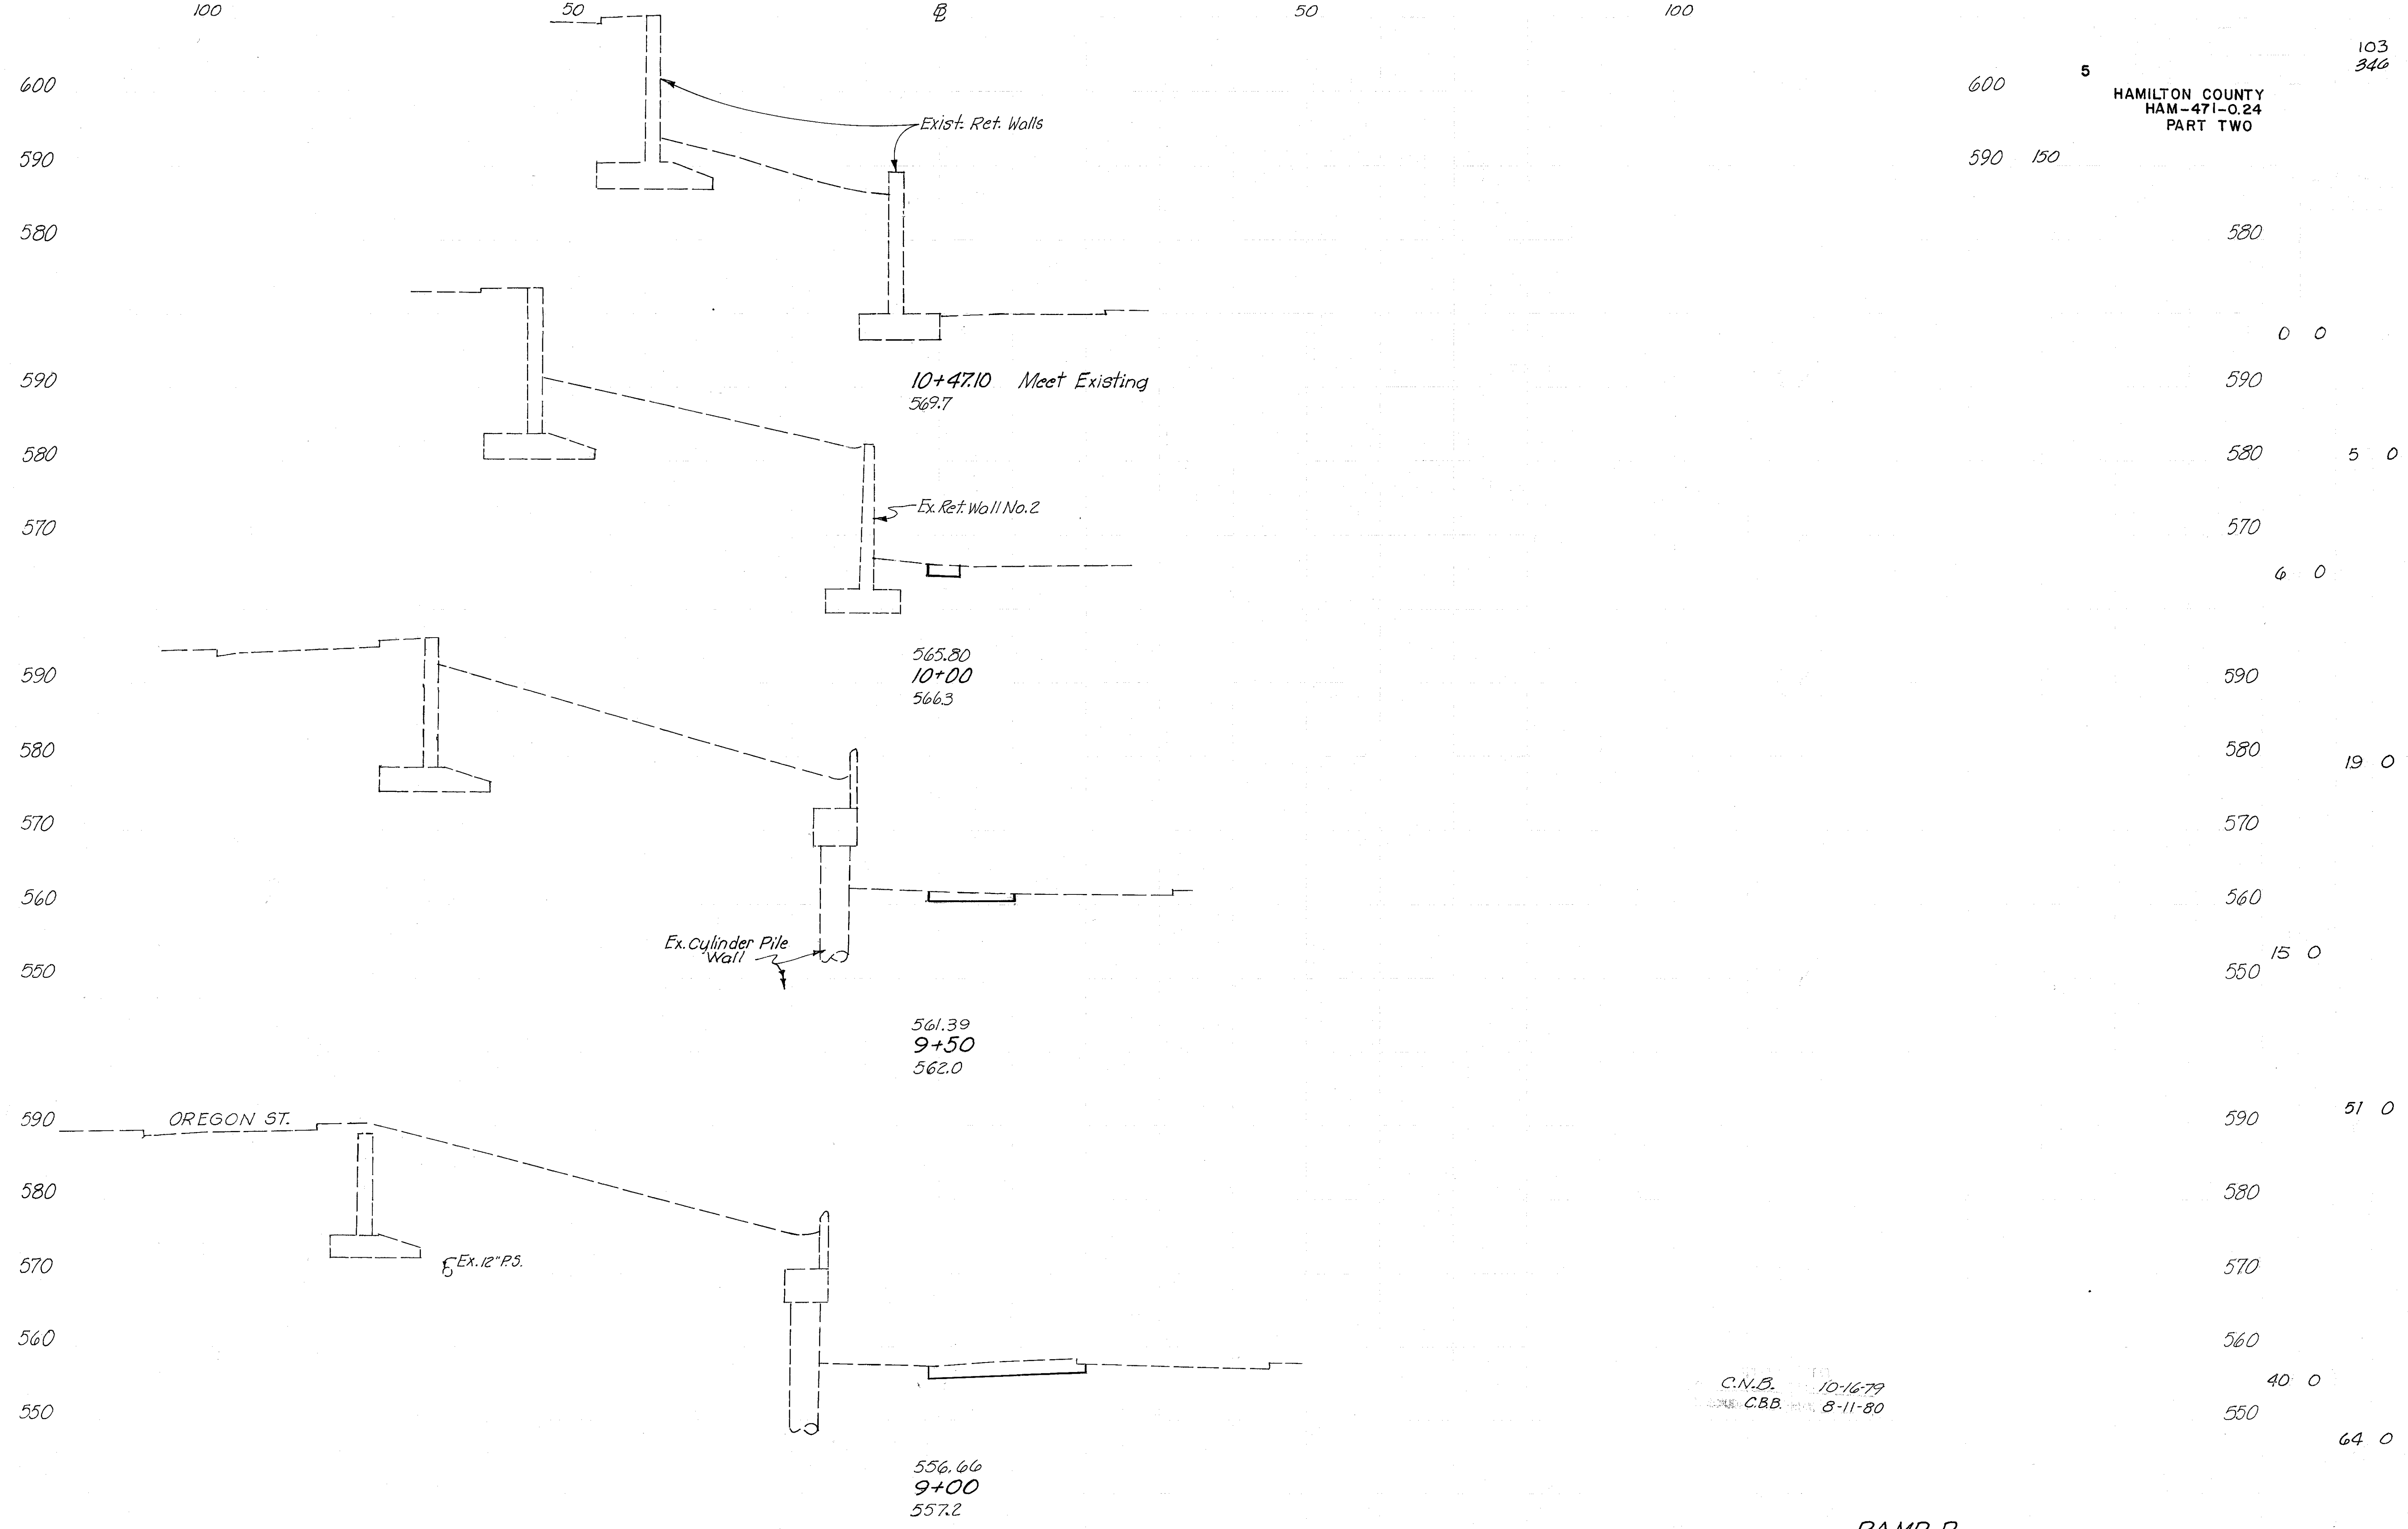 100 50 ℄ 50 100
103
346
5
HAMILTON COUNTY
HAM-471-0.24
PART TWO
600 600
Exist. Ret. Walls
590 590 150
580 580
0 0
10+47.10 Meet Existing
569.7
590 590
580 580 5 0
Ex. Ret. Wall No. 2
570 570
6 0
565.80
10+00
566.3
590 590
580 580 19 0
570 570
560 560
Ex. Cylinder Pile
Wall
15 0
550 550
561.39
9+50
562.0
590 OREGON ST. 590 51 0
580 580
570 Ex. 12" P.S. 570
560 560
C.N.B. 10-16-79 40 0
C.B.B. 8-11-80
550 550
64 0
556.66
9+00
557.2